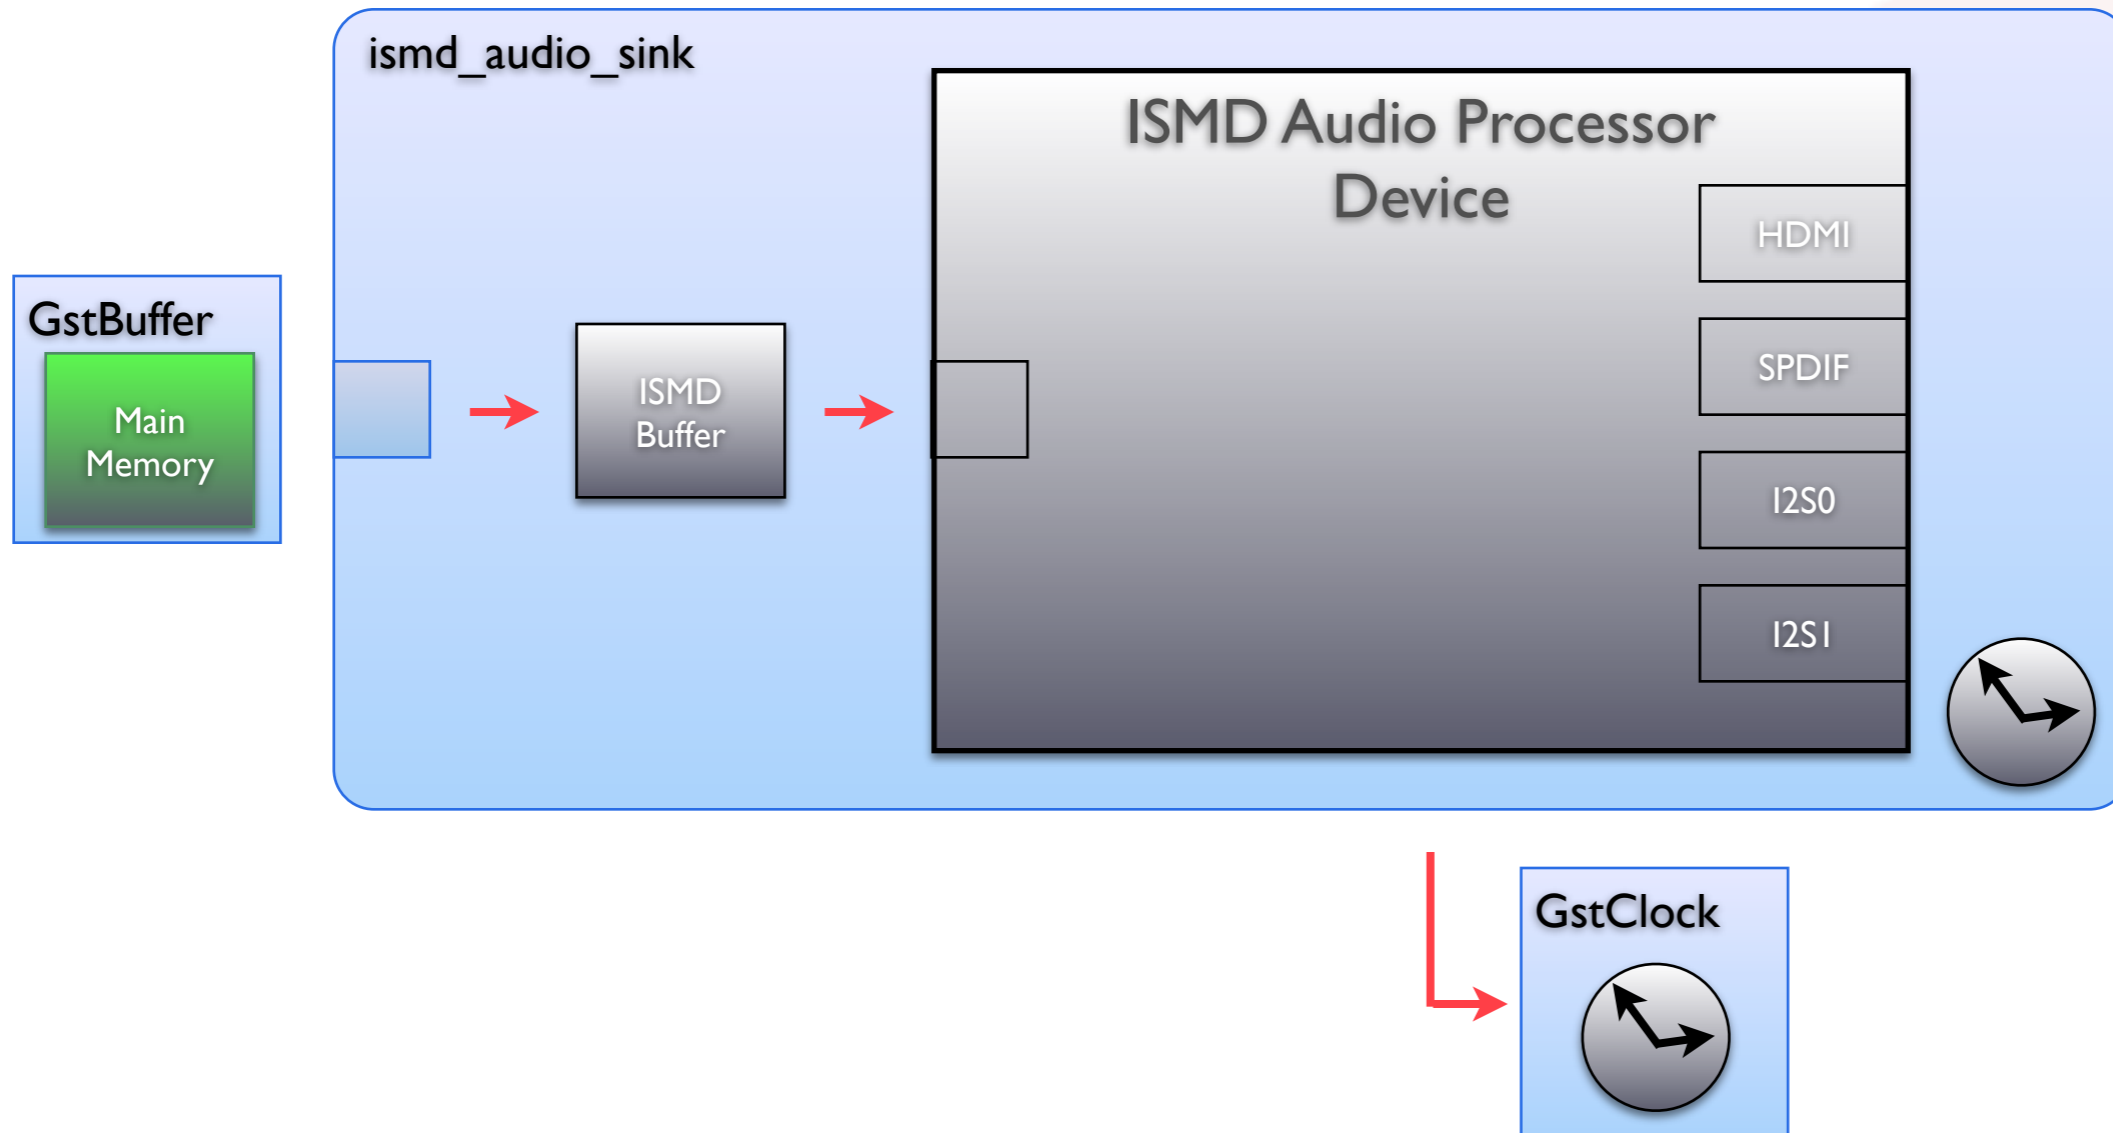 ismd_audio_sink
ISMD Audio Processor
Device
HDMI
GstBuffer
SPDIF
ISMD
Buffer
Main
Memory
I2S0
I2S1
GstClock